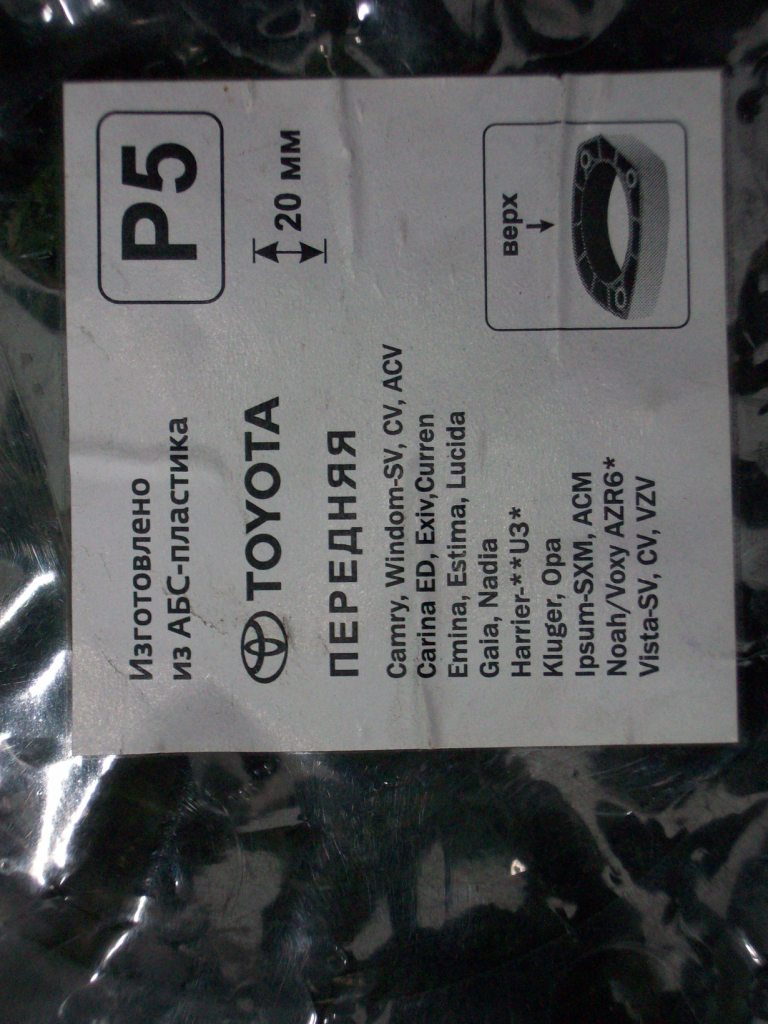 Изготовлено
из АБС-пластика
P5
TOYOTA
20 мм
ПЕРЕДНЯЯ
Camry, Windom-SV, CV, ACV
Carina ED, Exiv,Curren
Emina, Estima, Lucida
Gaia, Nadia
Harrier-**U3*
Kluger, Opa
Ipsum-SXM, ACM
Noah/Voxy AZR6*
Vista-SV, CV, VZV
верх